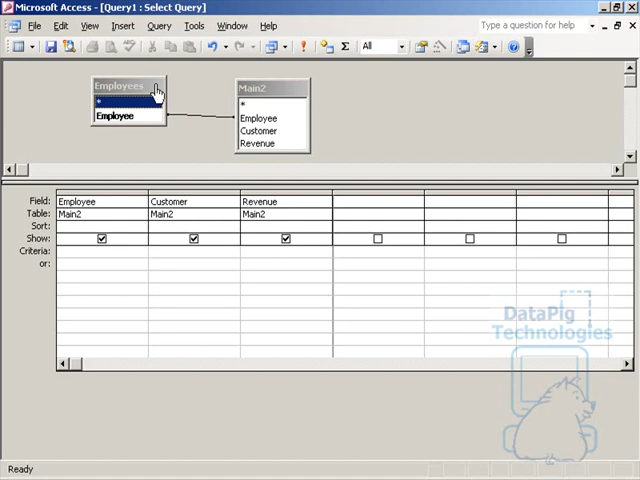 Microsoft Access - [Query1 : Select Query]
File Edit View Insert Query Tools Window Help Type a question for help
All
Employees
*
Employee
Main2
*
Employee
Customer
Revenue
Field: Employee Customer Revenue
Table: Main2 Main2 Main2
Sort:
Show:
Criteria:
or:
DataPig
Technologies
Ready